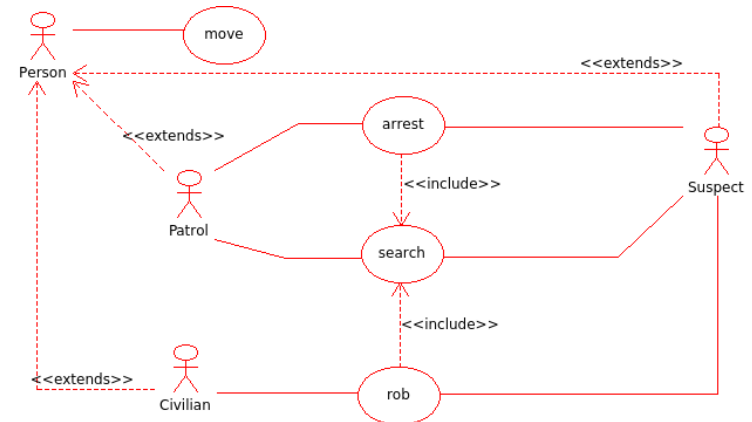 move
Person
<<extends>>
arrest
<<extends>>
<<include>>
Suspect
Patrol
search
<<include>>
<<extends>>
rob
Civilian